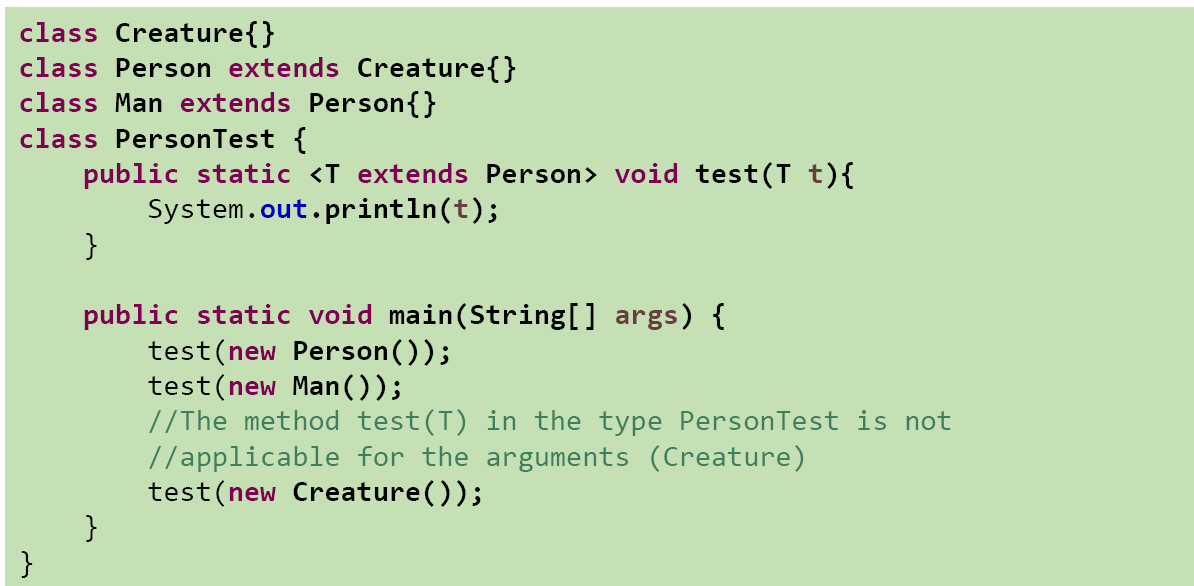 class Creature{}
class Person extends Creature{}
class Man extends Person{}
class PersonTest {
    public static <T extends Person> void test(T t){
        System.out.println(t);
    }

    public static void main(String[] args) {
        test(new Person());
        test(new Man());
        //The method test(T) in the type PersonTest is not
        //applicable for the arguments (Creature)
        test(new Creature());
    }
}